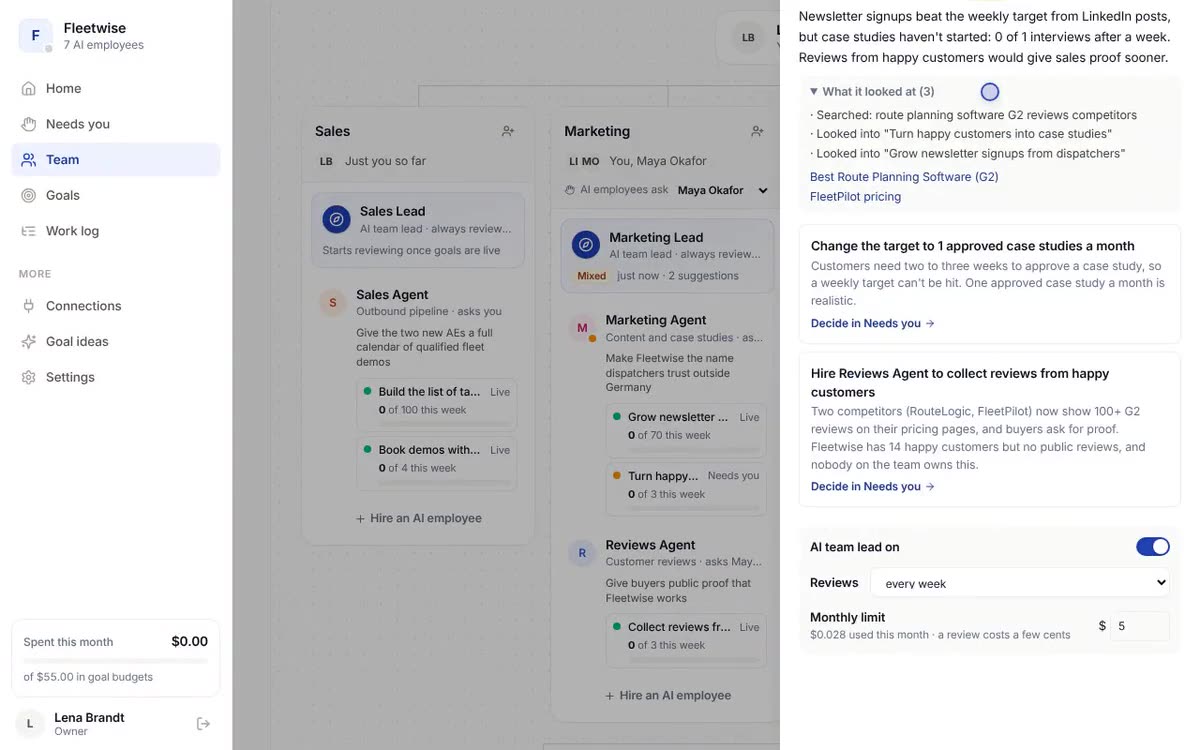 F
Fleetwise
7 AI employees
Home
Needs you
Team
Goals
Work log
MORE
Connections
Goal ideas
Settings
Spent this month
$0.00
of $55.00 in goal budgets
L
Lena Brandt
Owner
LB
Sales
LB
Just you so far
Sales Lead
AI team lead · always review...
Starts reviewing once goals are live
S
Sales Agent
Outbound pipeline · asks you
Give the two new AEs a full
calendar of qualified fleet
demos
Build the list of ta...
Live
0 of 100 this week
Book demos with...
Live
0 of 4 this week
+ Hire an AI employee
Marketing
LI MO
You, Maya Okafor
AI employees ask
Maya Okafor
Marketing Lead
AI team lead · always review...
Mixed
just now · 2 suggestions
M
Marketing Agent
Content and case studies · as...
Make Fleetwise the name
dispatchers trust outside
Germany
Grow newsletter ...
Live
0 of 70 this week
Turn happy...
Needs you
0 of 3 this week
R
Reviews Agent
Customer reviews · asks May...
Give buyers public proof that
Fleetwise works
Collect reviews fr...
Live
0 of 3 this week
+ Hire an AI employee
Newsletter signups beat the weekly target from LinkedIn posts,
but case studies haven't started: 0 of 1 interviews after a week.
Reviews from happy customers would give sales proof sooner.
▼ What it looked at (3)
· Searched: route planning software G2 reviews competitors
· Looked into "Turn happy customers into case studies"
· Looked into "Grow newsletter signups from dispatchers"
Best Route Planning Software (G2)
FleetPilot pricing
Change the target to 1 approved case studies a month
Customers need two to three weeks to approve a case study, so
a weekly target can't be hit. One approved case study a month is
realistic.
Decide in Needs you →
Hire Reviews Agent to collect reviews from happy
customers
Two competitors (RouteLogic, FleetPilot) now show 100+ G2
reviews on their pricing pages, and buyers ask for proof.
Fleetwise has 14 happy customers but no public reviews, and
nobody on the team owns this.
Decide in Needs you →
AI team lead on
Reviews
every week
Monthly limit
$0.028 used this month · a review costs a few cents
$ 5